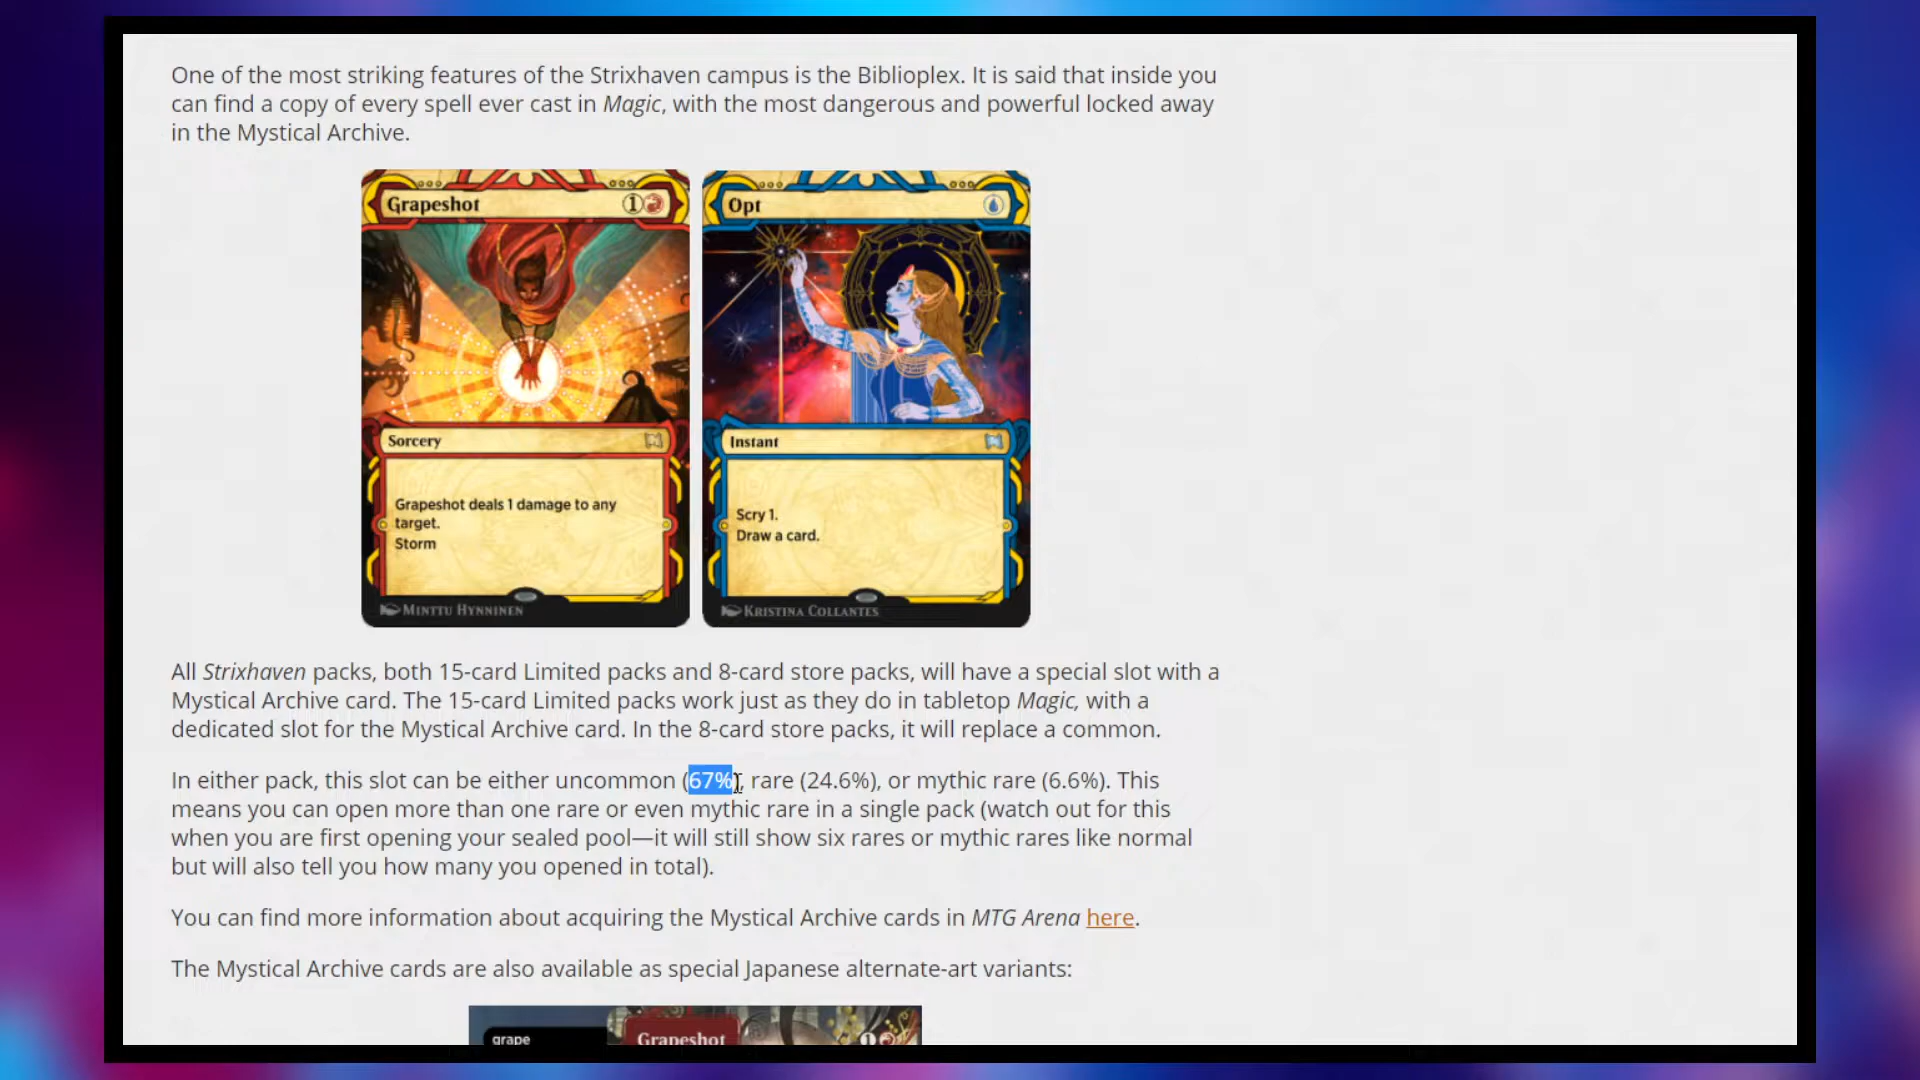 One of the most striking features of the Strixhaven campus is the Biblioplex. It is said that inside you
can find a copy of every spell ever cast in Magic, with the most dangerous and powerful locked away
in the Mystical Archive.
Grapeshot 1
Sorcery
Grapeshot deals 1 damage to any
target.
Storm
Minttu Hynninen
Opt
Instant
Scry 1.
Draw a card.
Kristina Collantes
All Strixhaven packs, both 15-card Limited packs and 8-card store packs, will have a special slot with a
Mystical Archive card. The 15-card Limited packs work just as they do in tabletop Magic, with a
dedicated slot for the Mystical Archive card. In the 8-card store packs, it will replace a common.
In either pack, this slot can be either uncommon (67%), rare (24.6%), or mythic rare (6.6%). This
means you can open more than one rare or even mythic rare in a single pack (watch out for this
when you are first opening your sealed pool—it will still show six rares or mythic rares like normal
but will also tell you how many you opened in total).
You can find more information about acquiring the Mystical Archive cards in MTG Arena here.
The Mystical Archive cards are also available as special Japanese alternate-art variants:
grape
Grapeshot 1